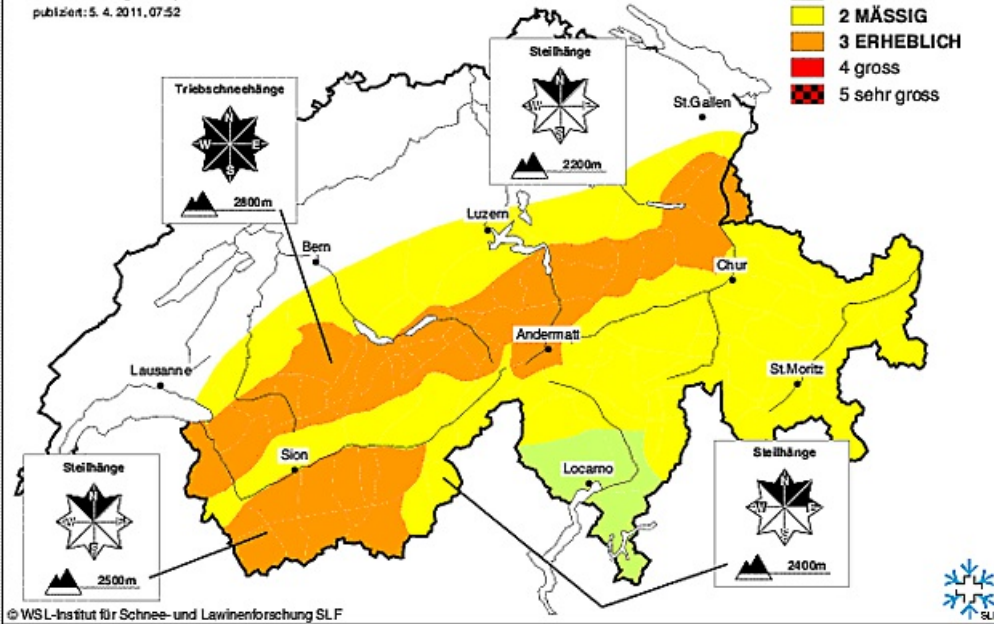 publiziert: 5. 4. 2011, 07:52
2 MÄSSIG
3 ERHEBLICH
4 gross
5 sehr gross
Steilhänge
N
W
E
S
2200m
Triebschneehänge
N
W
E
S
2800m
St.Gallen
Luzern
Bern
Chur
Andermatt
Lausanne
St.Moritz
Sion
Locarno
Steilhänge
N
W
E
S
2500m
Steilhänge
N
W
E
S
2400m
© WSL-Institut für Schnee- und Lawinenforschung SLF
SLF